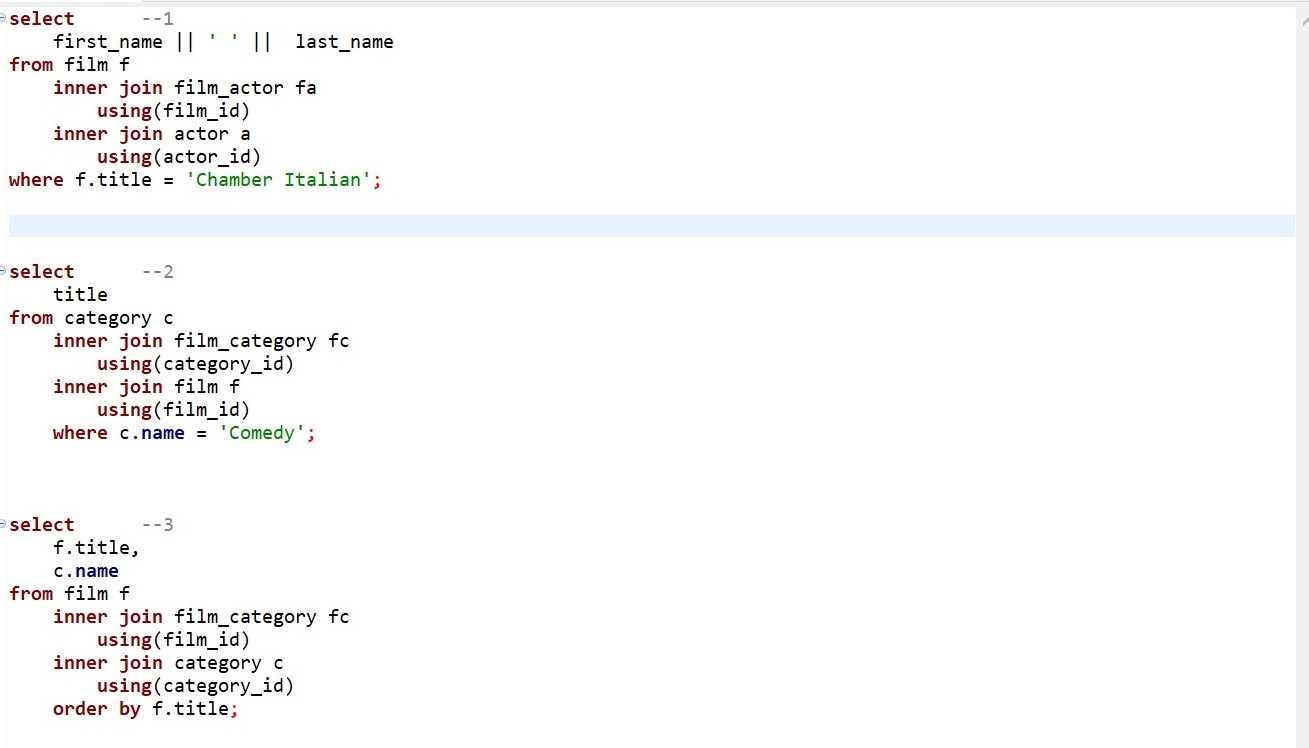 select      --1
    first_name || ' ' ||  last_name
from film f
    inner join film_actor fa
        using(film_id)
    inner join actor a
        using(actor_id)
where f.title = 'Chamber Italian';
select      --2
    title
from category c
    inner join film_category fc
        using(category_id)
    inner join film f
        using(film_id)
    where c.name = 'Comedy';
select      --3
    f.title,
    c.name
from film f
    inner join film_category fc
        using(film_id)
    inner join category c
        using(category_id)
    order by f.title;